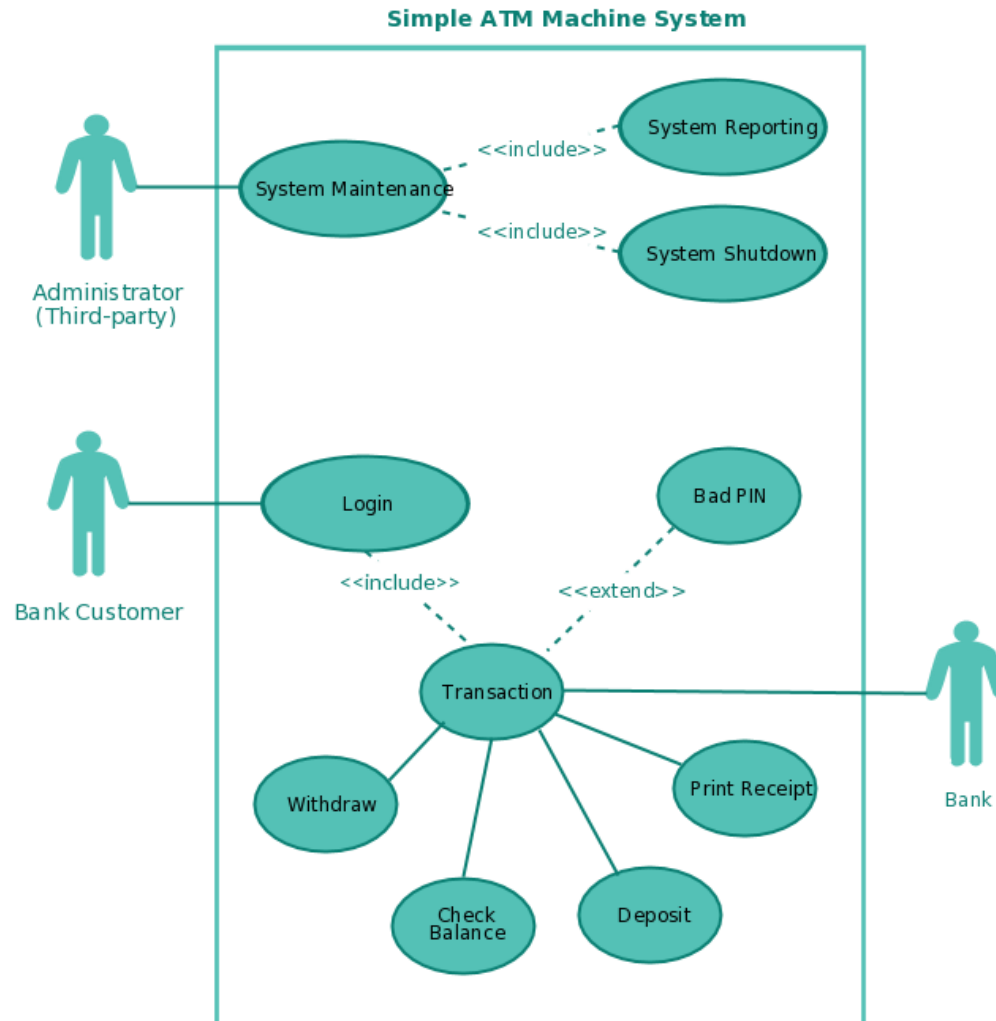 Simple ATM Machine System
System Reporting
<<include>>
System Maintenance
<<include>>
System Shutdown
Administrator
(Third-party)
Login
Bad PIN
<<include>>
<<extend>>
Bank Customer
Transaction
Withdraw
Print Receipt
Bank
Check
Balance
Deposit